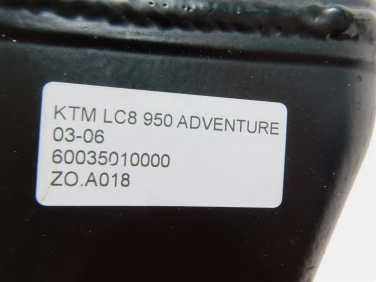 KTM LC8 950 ADVENTURE
03-06
60035010000
ZO.A018